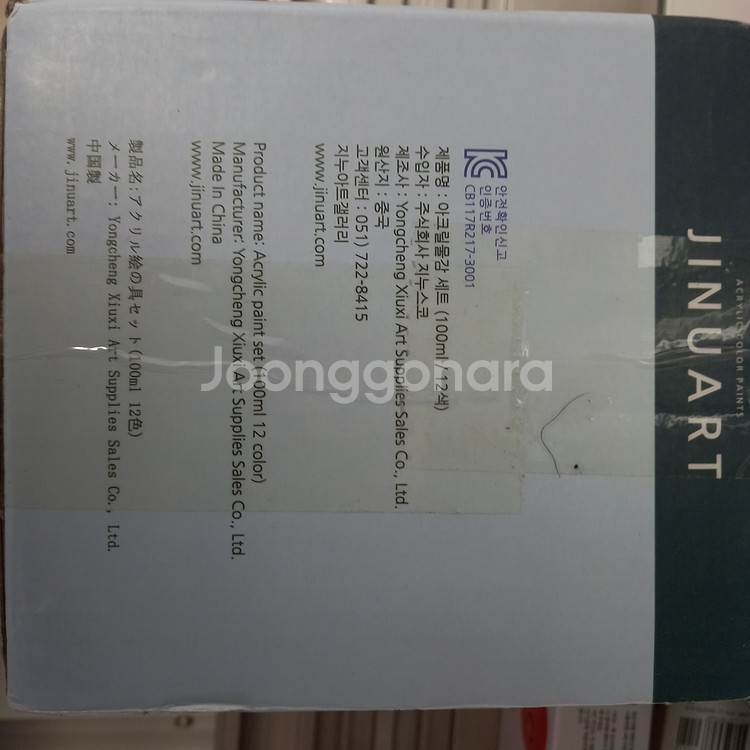 ACRYLIC COLOR PAINTS
JINUART
안전확인신고
인증번호
CB117R217-3001
제품명 : 아크릴물감 세트 (100ml / 12색)
수입자 : 주식회사 지누스코
제조사 : Yongcheng Xiuxi Art Supplies Sales Co., Ltd.
원산지 : 중국
고객센터 : 051) 722-8415
지누아트갤러리
www.jinuart.com
Product name: Acrylic paint set (100ml 12 color)
Manufacturer: Yongcheng Xiuxi Art Supplies Sales Co., Ltd.
Made In China
www.jinuart.com
製品名:アクリル絵の具セット(100ml 12色)
メーカー: Yongcheng Xiuxi Art Supplies Sales Co., Ltd.
中国製
www.jinuart.com
Joonggonara